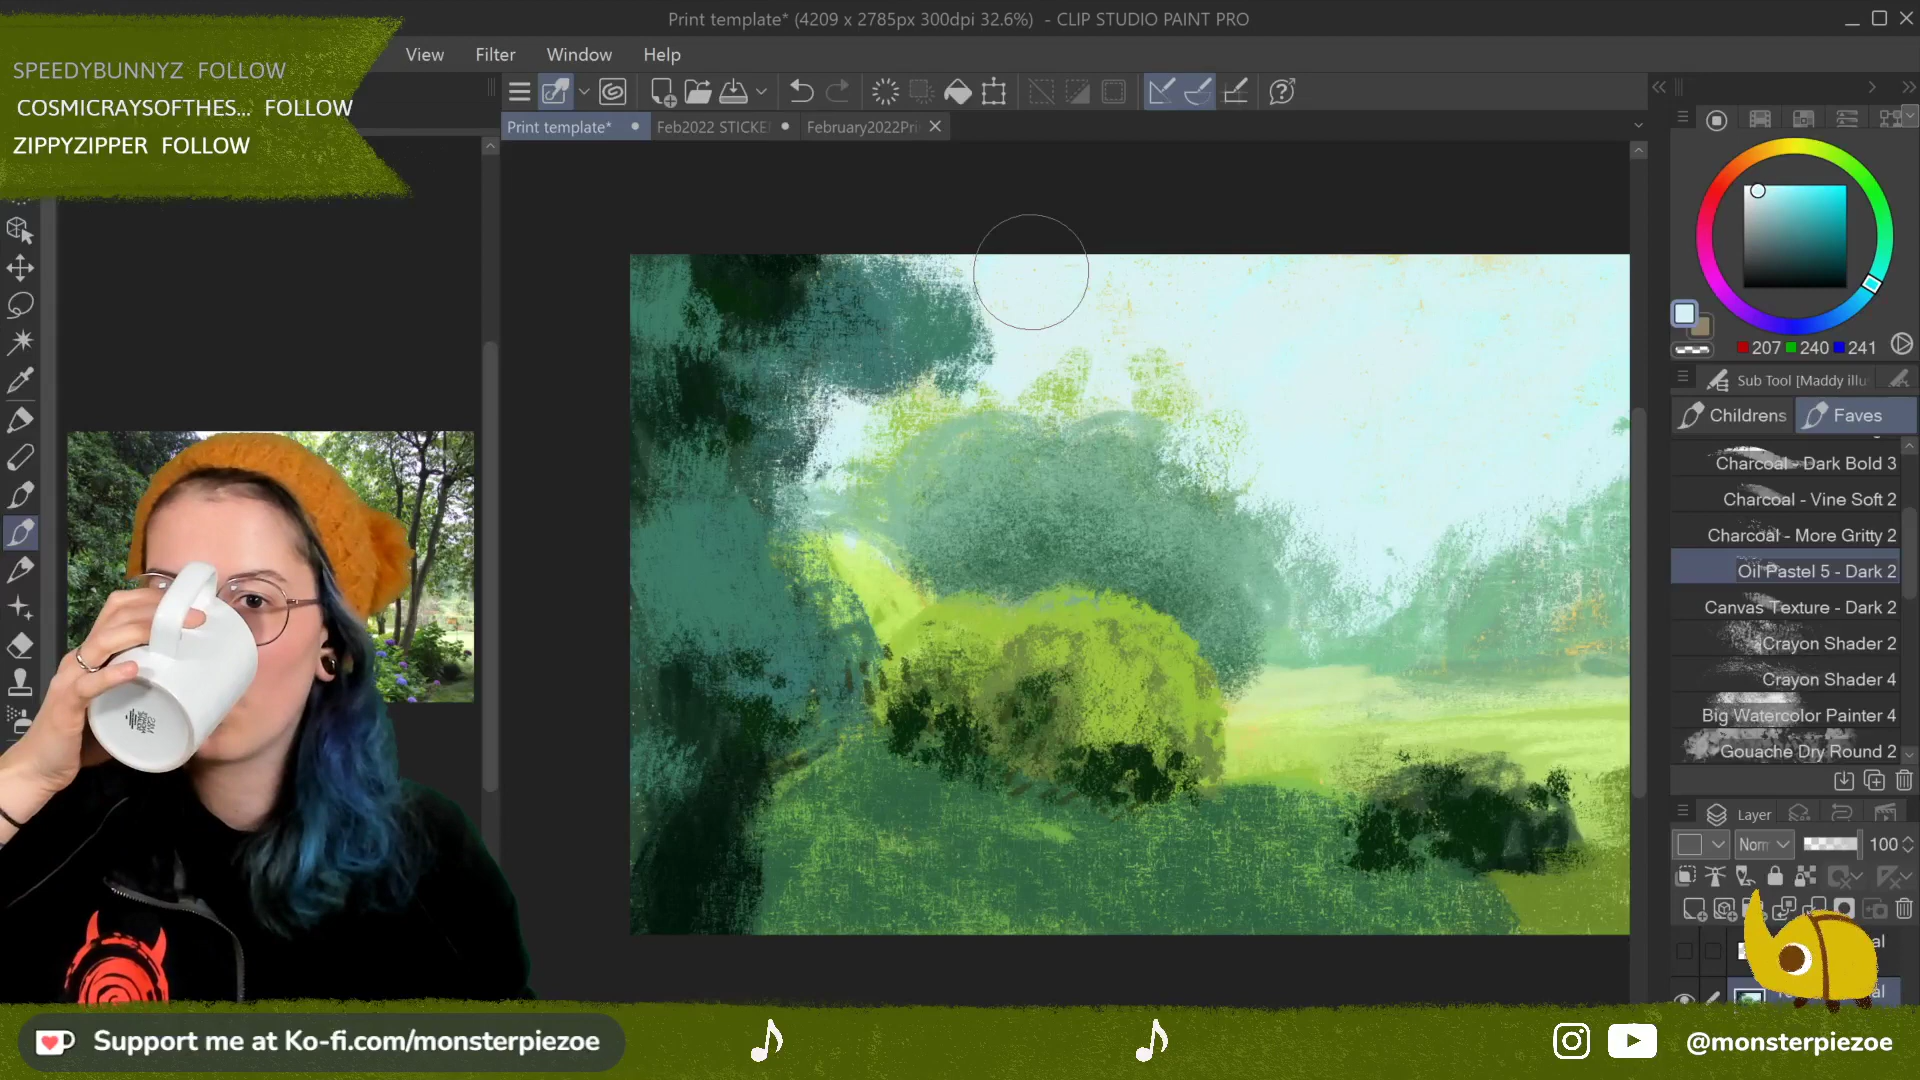 Print template* (4209 x 2785px 300dpi 32.6%) - CLIP STUDIO PAINT PRO
View Filter Window Help
SPEEDYBUNNYZ FOLLOW
COSMICRAYSOFTHES... FOLLOW
ZIPPYZIPPER FOLLOW
Print template* Feb2022 STICKE February2022Pri
207 240 241
Sub Tool [Maddy illu
Childrens Faves
Charcoal - Dark Bold 3
Charcoal - Vine Soft 2
Charcoal - More Gritty 2
Oil Pastel 5 - Dark 2
Canvas Texture - Dark 2
Crayon Shader 2
Crayon Shader 4
Big Watercolor Painter 4
Gouache Dry Round 2
Layer
Norr 100
Support me at Ko-fi.com/monsterpiezoe
@monsterpiezoe